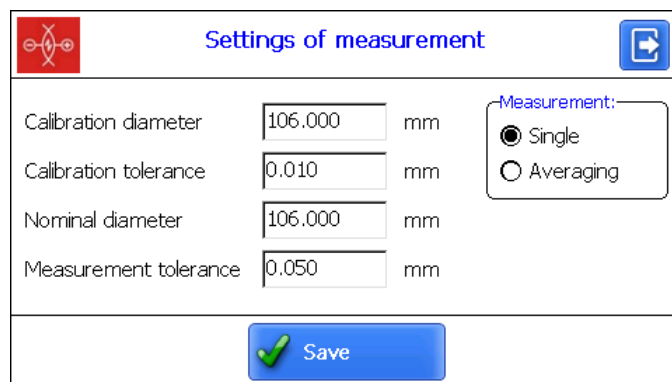 Settings of measurement
Calibration diameter 106.000 mm
Calibration tolerance 0.010 mm
Nominal diameter 106.000 mm
Measurement tolerance 0.050 mm
Measurement:
Single
Averaging
Save